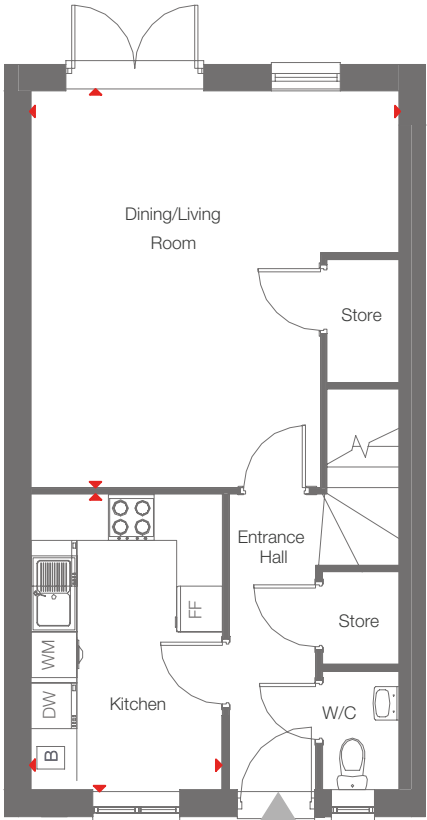 Dining/Living
Room
Store
Entrance
Hall
FF
Store
WM
DW
Kitchen
W/C
B